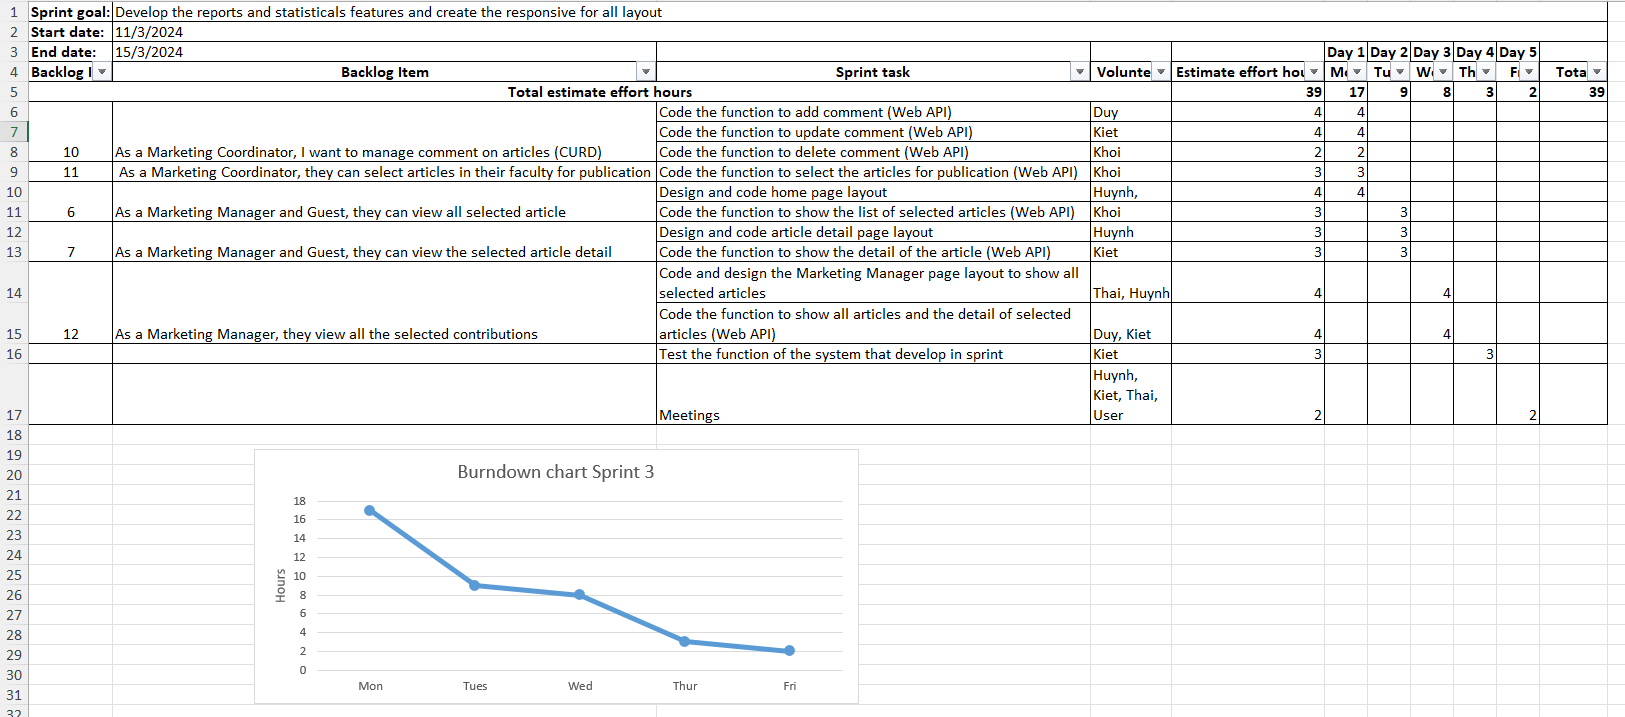 1 Sprint goal: Develop the reports and statisticals features and create the responsive for all layout
2 Start date: 11/3/2024
3 End date: 15/3/2024 Day 1 Day 2 Day 3 Day 4 Day 5
4 Backlog I Backlog Item Sprint task Volunte Estimate effort hou M Tu W Th F Tota
5 Total estimate effort hours 39 17 9 8 3 2 39
6 Code the function to add comment (Web API) Duy 4 4
7 Code the function to update comment (Web API) Kiet 4 4
8 10 As a Marketing Coordinator, I want to manage comment on articles (CURD) Code the function to delete comment (Web API) Khoi 2 2
9 11 As a Marketing Coordinator, they can select articles in their faculty for publication Code the function to select the articles for publication (Web API) Khoi 3 3
10 Design and code home page layout Huynh, 4 4
11 6 As a Marketing Manager and Guest, they can view all selected article Code the function to show the list of selected articles (Web API) Khoi 3 3
12 Design and code article detail page layout Huynh 3 3
13 7 As a Marketing Manager and Guest, they can view the selected article detail Code the function to show the detail of the article (Web API) Kiet 3 3
Code and design the Marketing Manager page layout to show all
14 selected articles Thai, Huynh 4 4
Code the function to show all articles and the detail of selected
15 12 As a Marketing Manager, they view all the selected contributions articles (Web API) Duy, Kiet 4 4
16 Test the function of the system that develop in sprint Kiet 3 3
Huynh,
Kiet, Thai,
17 Meetings User 2 2
18
19
20
21
22
23
24
25
26
27
28
29
30
31
32
Burndown chart Sprint 3
Hours
18
16
14
12
10
8
6
4
2
0
Mon Tues Wed Thur Fri